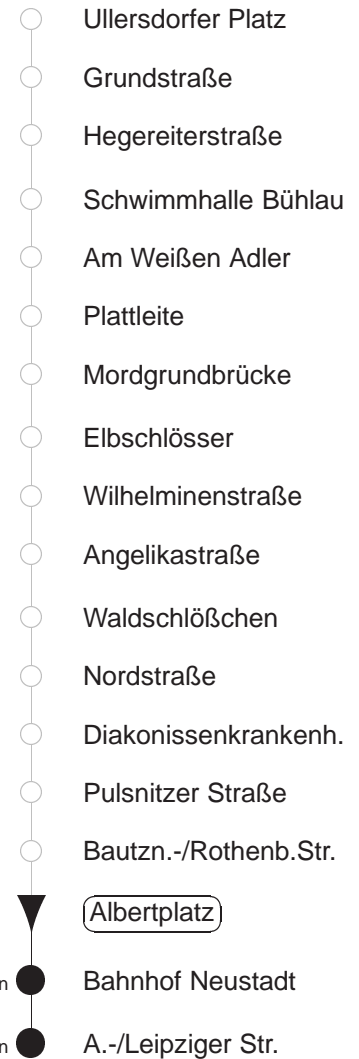 Ullersdorfer Platz
Grundstraße
Hegereiterstraße
Schwimmhalle Bühlau
Am Weißen Adler
Plattleite
Mordgrundbrücke
Elbschlösser
Wilhelminenstraße
Angelikastraße
Waldschlößchen
Nordstraße
Diakonissenkrankenh.
Pulsnitzer Straße
Bautzn.-/Rothenb.Str.
Albertplatz
n Bahnhof Neustadt
n A.-/Leipziger Str.